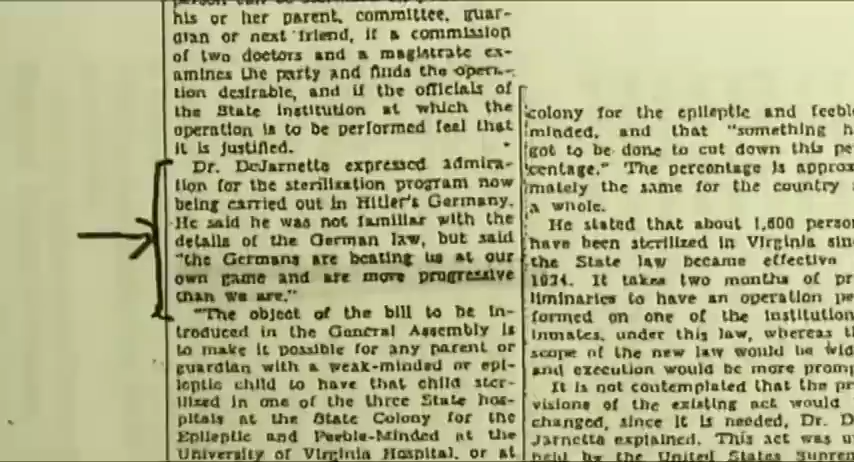 his or her parent, committee, guar-
dian or next friend, if a commission
of two doctors and a magistrate ex-
amines the party and finds the opera-
tion desirable, and if the officials of
the State institution at which the
operation is to be performed feel that
it is justified.
Dr. DeJarnette expressed admira-
tion for the sterilization program now
being carried out in Hitler's Germany.
He said he was not familiar with the
details of the German law, but said
"the Germans are beating us at our
own game and are more progressive
than we are."
"The object of the bill to be in-
troduced in the General Assembly is
to make it possible for any parent or
guardian with a weak-minded or epi-
leptic child to have that child ster-
ilized in one of the three State hos-
pitals at the State Colony for the
Epileptic and Feeble-Minded at the
University of Virginia Hospital, or at
colony for the epileptic and feeble
minded, and that "something h
got to be done to cut down this pe
centage." The percentage is approx
mately the same for the country
a whole.
He stated that about 1,600 person
have been sterilized in Virginia sin
the State law became effective
1924. It takes two months of pr
liminaries to have an operation pe
formed on one of the institution
inmates, under this law, whereas t
scope of the new law would be wid
and execution would be more promp
It is not contemplated that the pr
visions of the existing act would
changed, since it is needed, Dr. D
Jarnette explained. This act was u
held by the United States Suprem